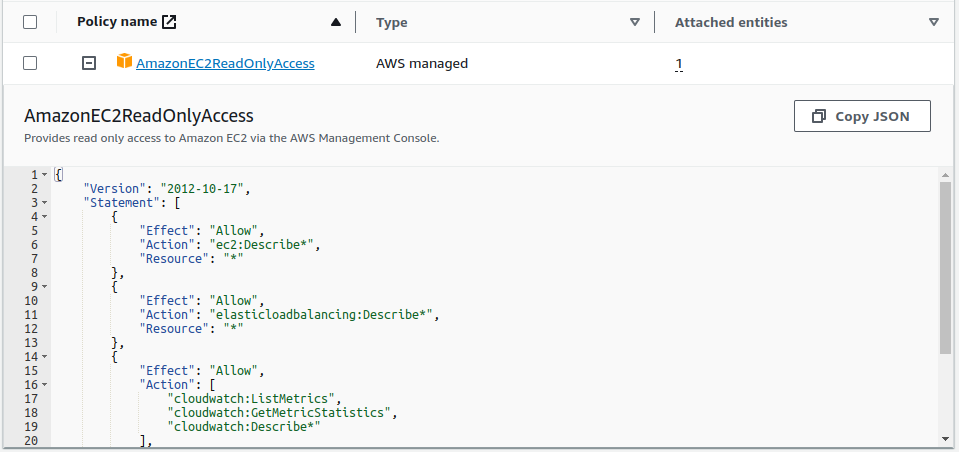 Policy name Type Attached entities
AmazonEC2ReadOnlyAccess AWS managed 1
AmazonEC2ReadOnlyAccess
Provides read only access to Amazon EC2 via the AWS Management Console.
Copy JSON
1 {
2 "Version": "2012-10-17",
3 "Statement": [
4 {
5 "Effect": "Allow",
6 "Action": "ec2:Describe*",
7 "Resource": "*"
8 },
9 {
10 "Effect": "Allow",
11 "Action": "elasticloadbalancing:Describe*",
12 "Resource": "*"
13 },
14 {
15 "Effect": "Allow",
16 "Action": [
17 "cloudwatch:ListMetrics",
18 "cloudwatch:GetMetricStatistics",
19 "cloudwatch:Describe*"
20 ],